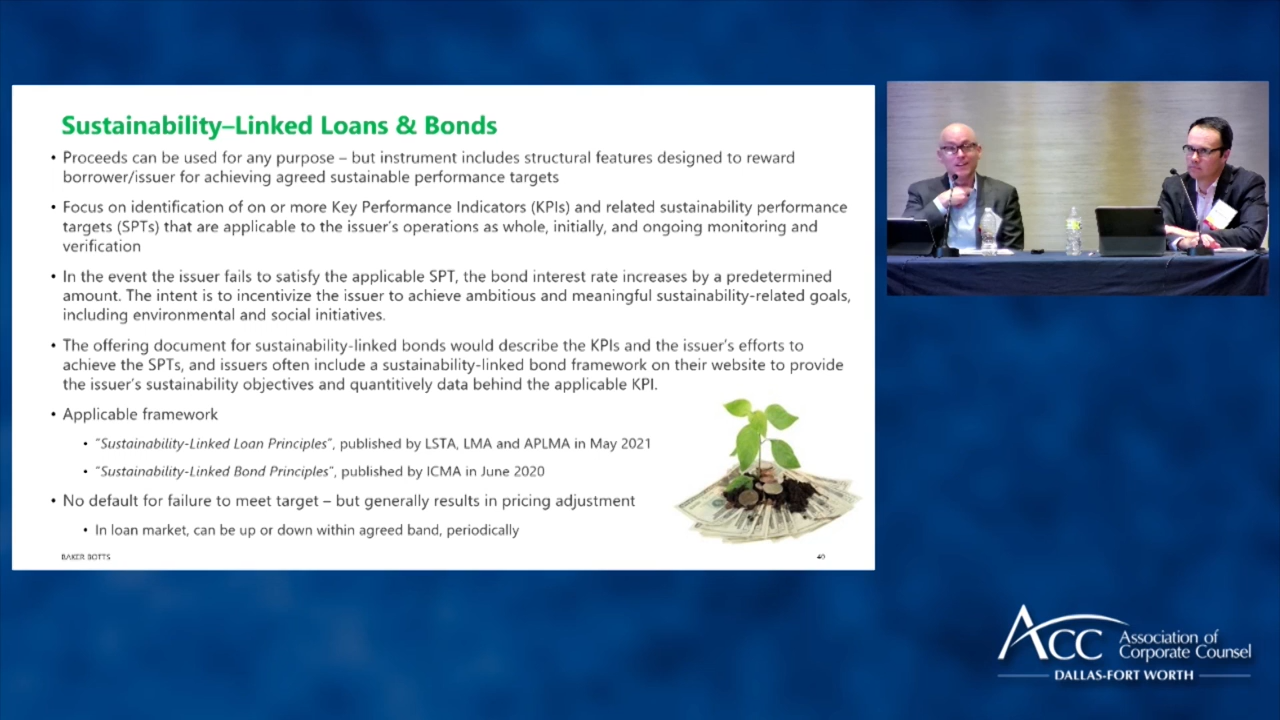 Sustainability–Linked Loans & Bonds
• Proceeds can be used for any purpose – but instrument includes structural features designed to reward
borrower/issuer for achieving agreed sustainable performance targets
• Focus on identification of on or more Key Performance Indicators (KPIs) and related sustainability performance
targets (SPTs) that are applicable to the issuer's operations as whole, initially, and ongoing monitoring and
verification
• In the event the issuer fails to satisfy the applicable SPT, the bond interest rate increases by a predetermined
amount. The intent is to incentivize the issuer to achieve ambitious and meaningful sustainability-related goals,
including environmental and social initiatives.
• The offering document for sustainability-linked bonds would describe the KPIs and the issuer's efforts to
achieve the SPTs, and issuers often include a sustainability-linked bond framework on their website to provide
the issuer's sustainability objectives and quantitively data behind the applicable KPI.
• Applicable framework
• "Sustainability-Linked Loan Principles", published by LSTA, LMA and APLMA in May 2021
• "Sustainability-Linked Bond Principles", published by ICMA in June 2020
• No default for failure to meet target – but generally results in pricing adjustment
• In loan market, can be up or down within agreed band, periodically
BAKER BOTTS
40
ACC Association of
Corporate Counsel
DALLAS-FORT WORTH